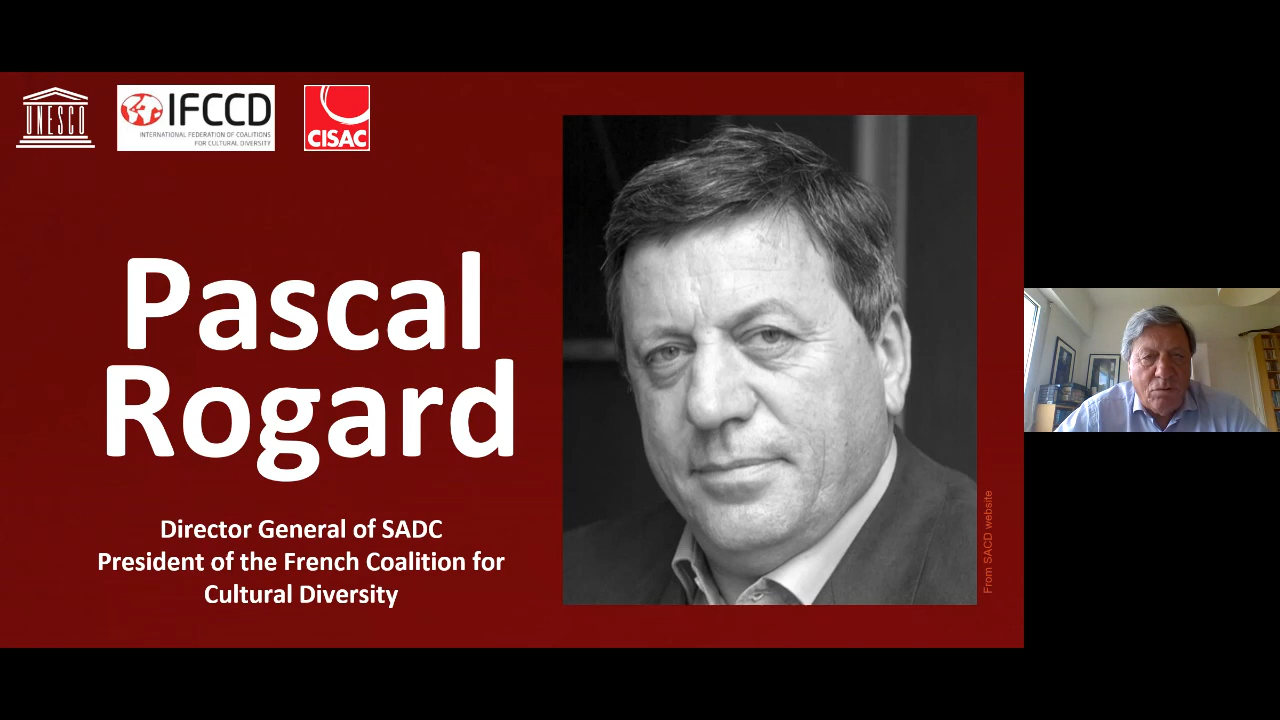 UNESCO
IFCCD
INTERNATIONAL FEDERATION OF COALITIONS
FOR CULTURAL DIVERSITY
CISAC
Pascal
Rogard
Director General of SADC
President of the French Coalition for
Cultural Diversity
From SACD website